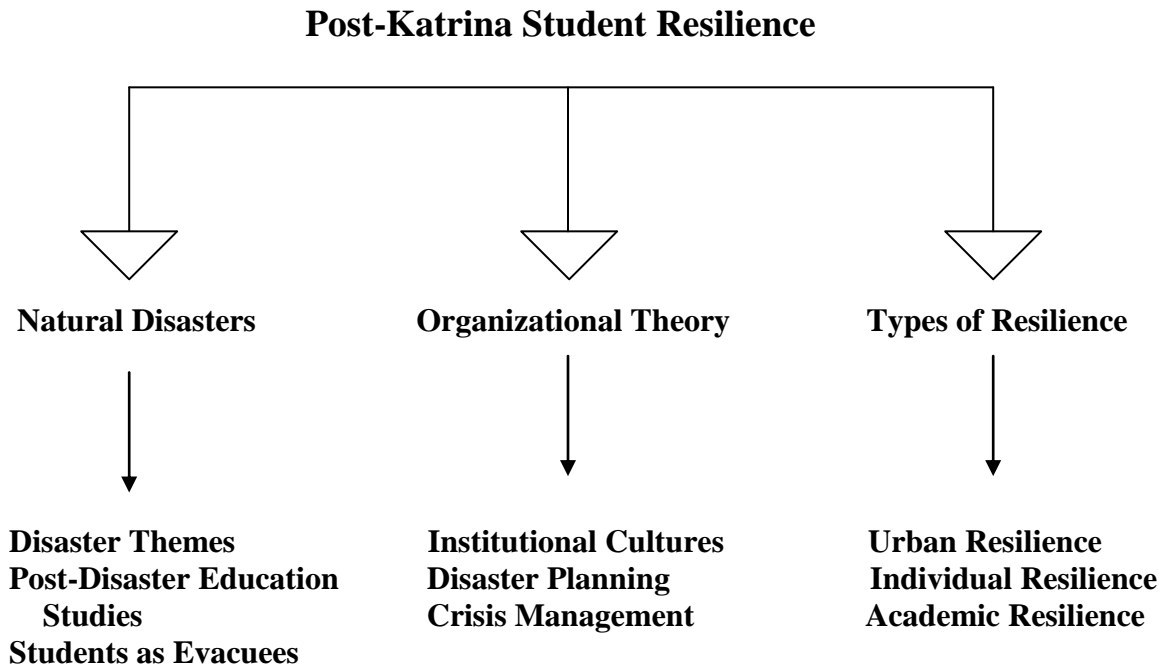 Post-Katrina Student Resilience
Natural Disasters
Organizational Theory
Types of Resilience
Disaster Themes
Post-Disaster Education
Studies
Students as Evacuees
Institutional Cultures
Disaster Planning
Crisis Management
Urban Resilience
Individual Resilience
Academic Resilience